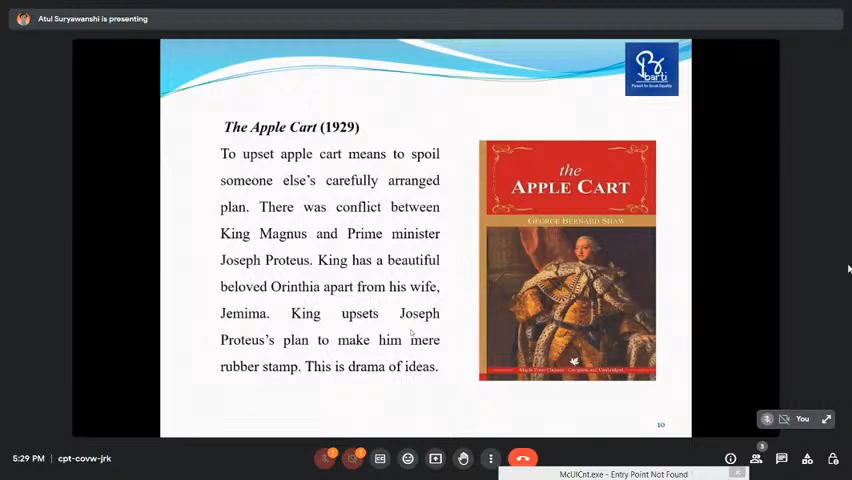 Atul Suryawanshi is presenting
barti
The Apple Cart (1929)
To upset apple cart means to spoil
someone else's carefully arranged
plan. There was conflict between
King Magnus and Prime minister
Joseph Proteus. King has a beautiful
beloved Orinthia apart from his wife,
Jemima. King upsets Joseph
Proteus's plan to make him mere
rubber stamp. This is drama of ideas.
the
APPLE CART
GEORGE BERNARD SHAW
10
You
5:29 PM
cpt-covw-jrk
3
McUICnt.exe - Entry Point Not Found